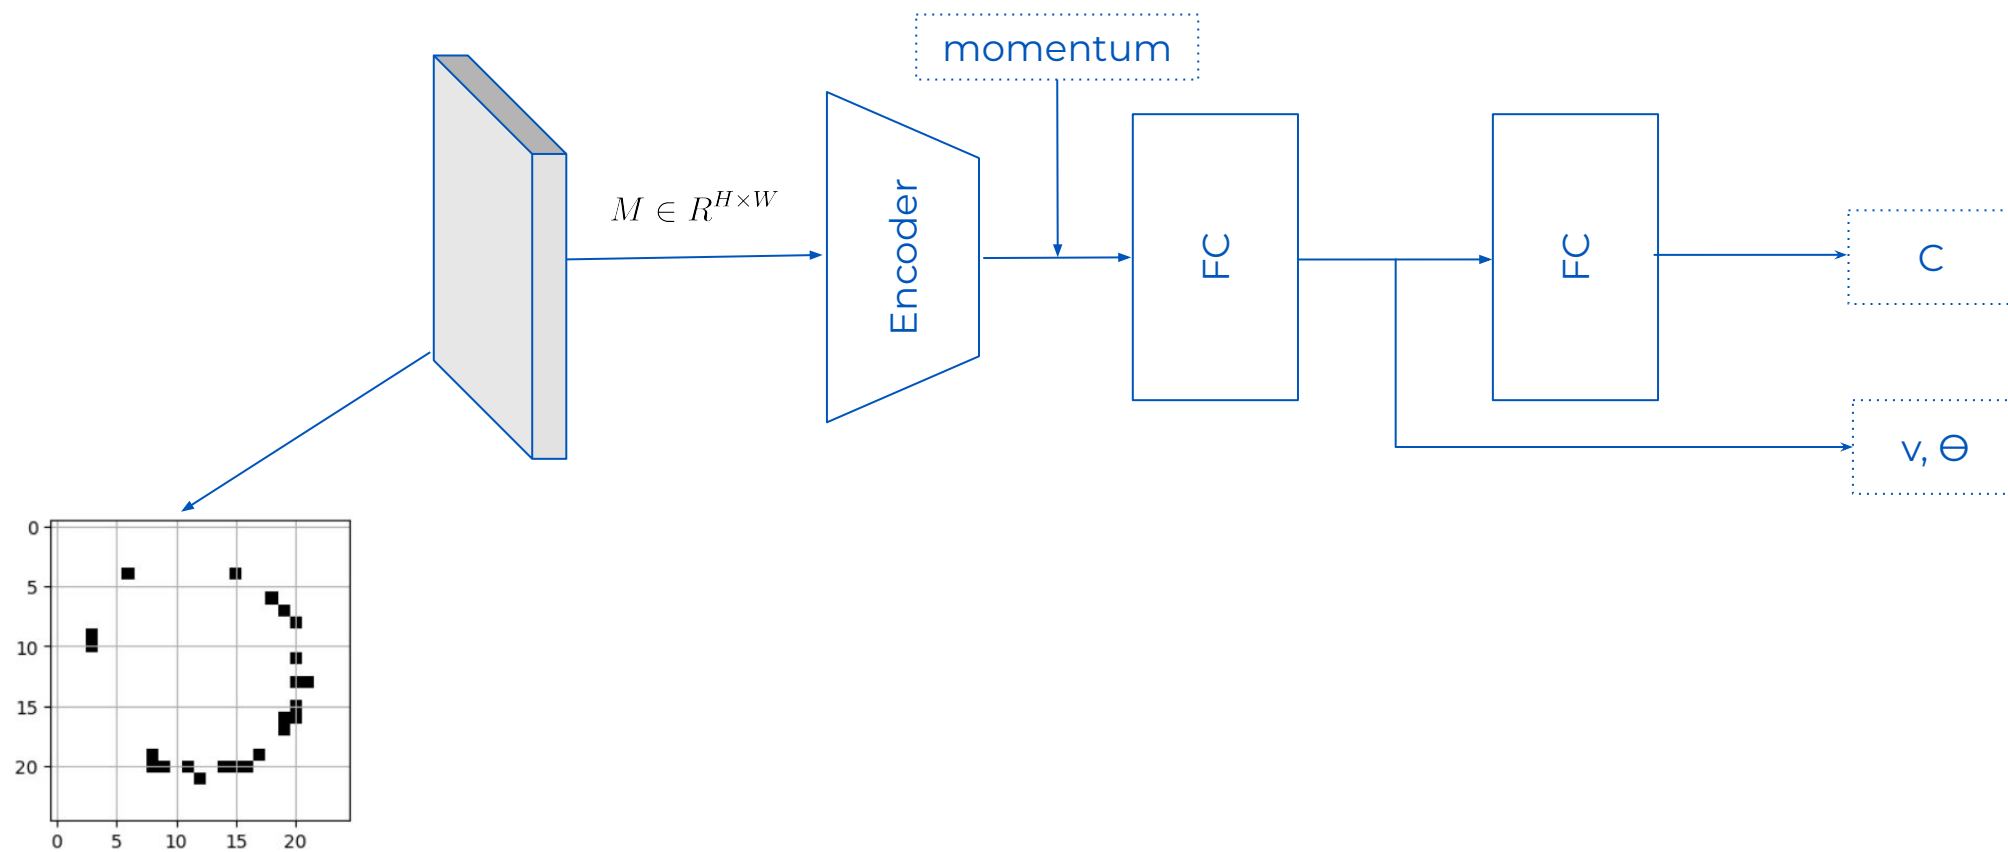 momentum
M ∈ R^{H×W}
Encoder
FC
FC
C
v, Θ
0
5
10
15
20
0 5 10 15 20